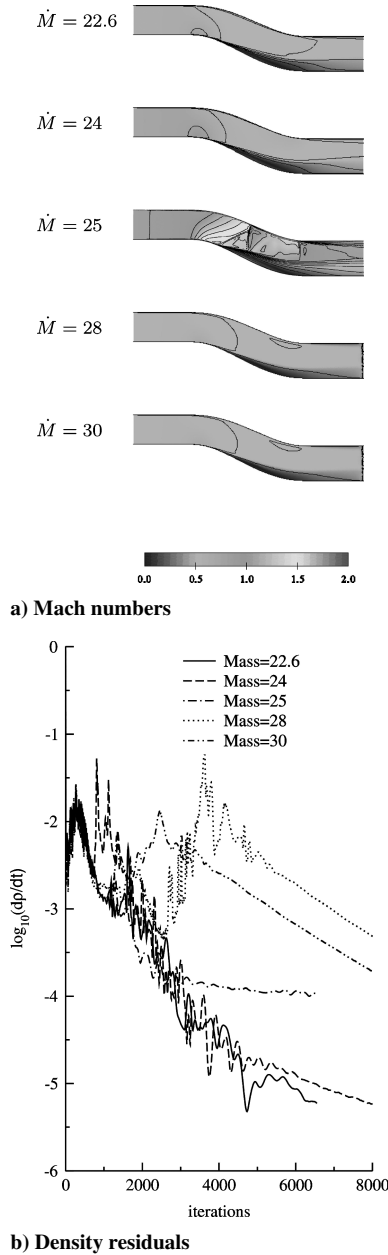 Ṁ = 22.6
Ṁ = 24
Ṁ = 25
Ṁ = 28
Ṁ = 30
0.0 0.5 1.0 1.5 2.0
a) Mach numbers
0
-1
-2
-3
-4
-5
-6
log10(dρ/dt)
Mass=22.6
Mass=24
Mass=25
Mass=28
Mass=30
0 2000 4000 6000 8000
iterations
b) Density residuals